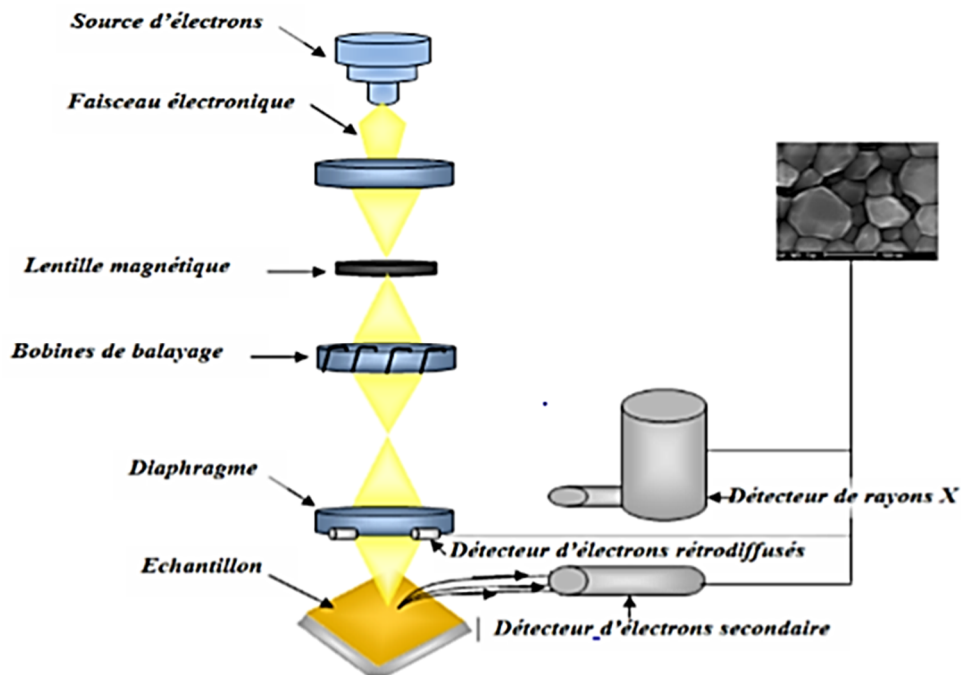 Source d'électrons
Faisceau électronique
Lentille magnétique
Bobines de balayage
Diaphragme
Détecteur de rayons X
Détecteur d'électrons rétrodiffusés
Echantillon
Détecteur d'électrons secondaire